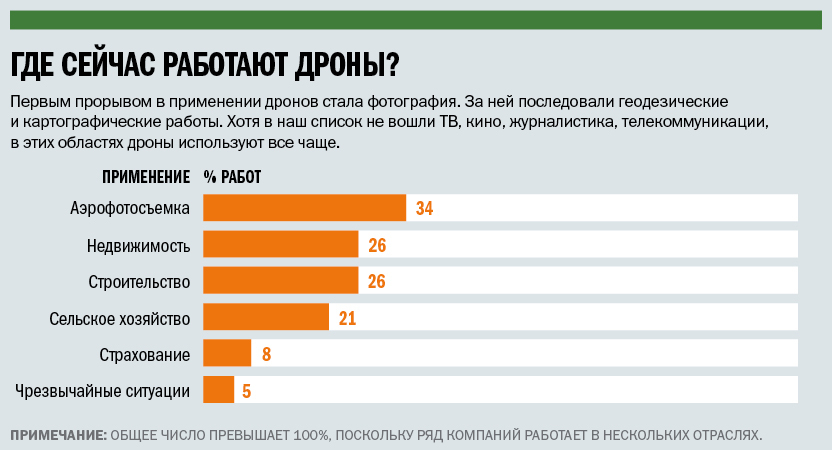 ГДЕ СЕЙЧАС РАБОТАЮТ ДРОНЫ?
Первым прорывом в применении дронов стала фотография. За ней последовали геодезические
и картографические работы. Хотя в наш список не вошли ТВ, кино, журналистика, телекоммуникации,
в этих областях дроны используют все чаще.
ПРИМЕНЕНИЕ % РАБОТ
Аэрофотосъемка 34
Недвижимость 26
Строительство 26
Сельское хозяйство 21
Страхование 8
Чрезвычайные ситуации 5
ПРИМЕЧАНИЕ: ОБЩЕЕ ЧИСЛО ПРЕВЫШАЕТ 100%, ПОСКОЛЬКУ РЯД КОМПАНИЙ РАБОТАЕТ В НЕСКОЛЬКИХ ОТРАСЛЯХ.